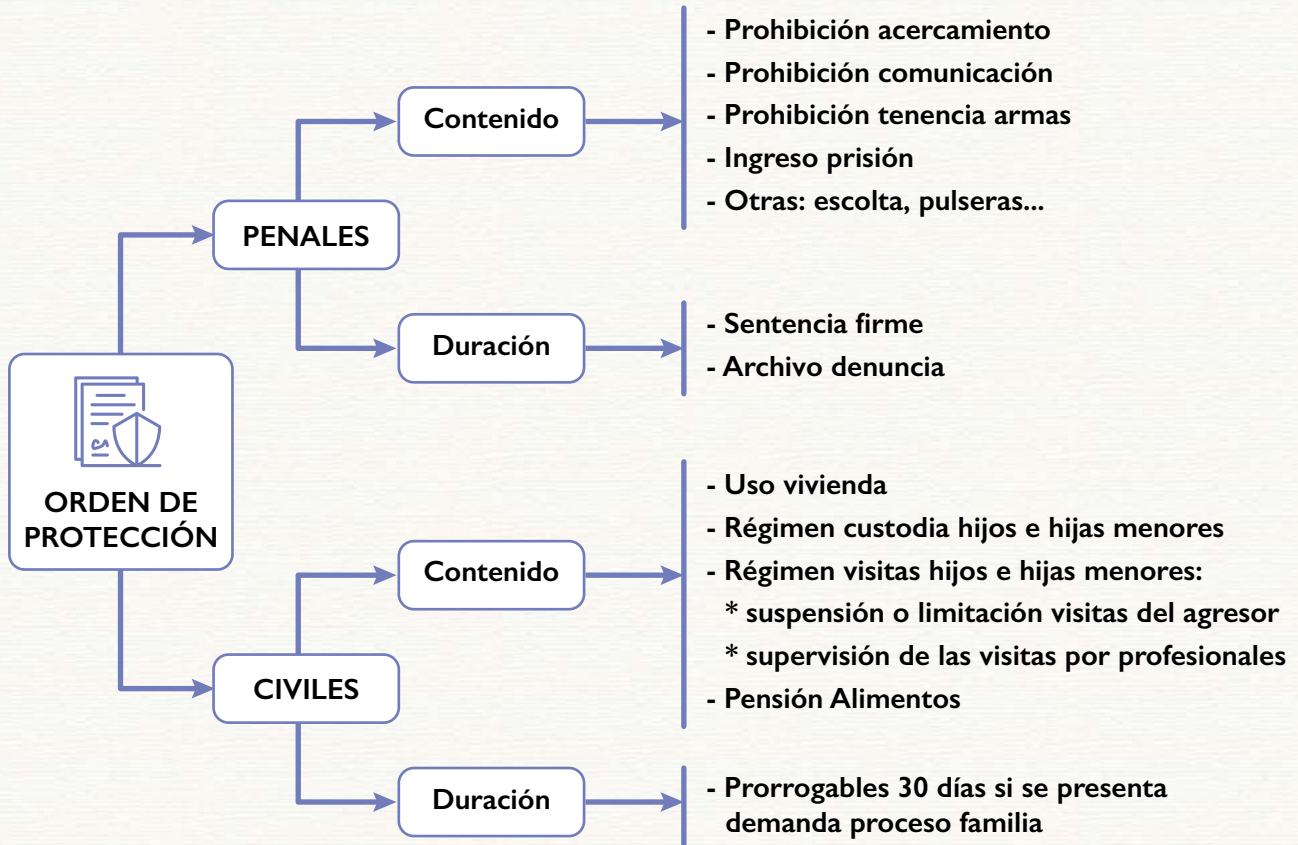 ORDEN DE
PROTECCIÓN
PENALES
Contenido
- Prohibición acercamiento
- Prohibición comunicación
- Prohibición tenencia armas
- Ingreso prisión
- Otras: escolta, pulseras...
Duración
- Sentencia firme
- Archivo denuncia
CIVILES
Contenido
- Uso vivienda
- Régimen custodia hijos e hijas menores
- Régimen visitas hijos e hijas menores:
* suspensión o limitación visitas del agresor
* supervisión de las visitas por profesionales
- Pensión Alimentos
Duración
- Prorrogables 30 días si se presenta
demanda proceso familia